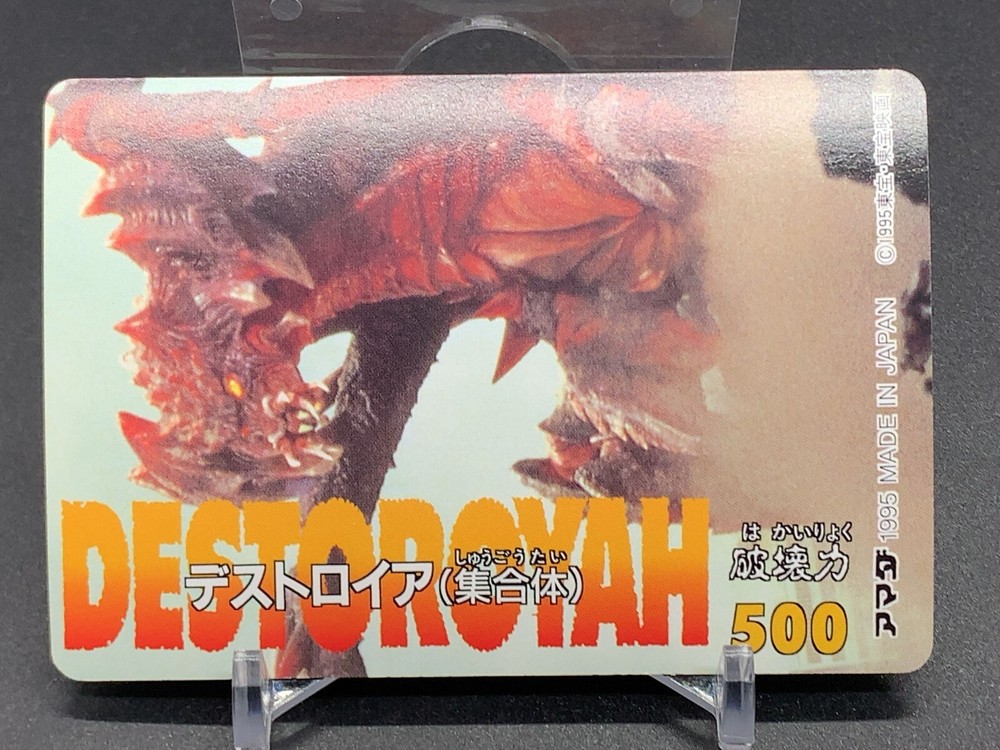 DESTOROYAH
しゅうごうたい
デストロイア(集合体)
は かいりょく
破壊力
500
アマダ 1995 MADE IN JAPAN ©1995東宝・東宝映画